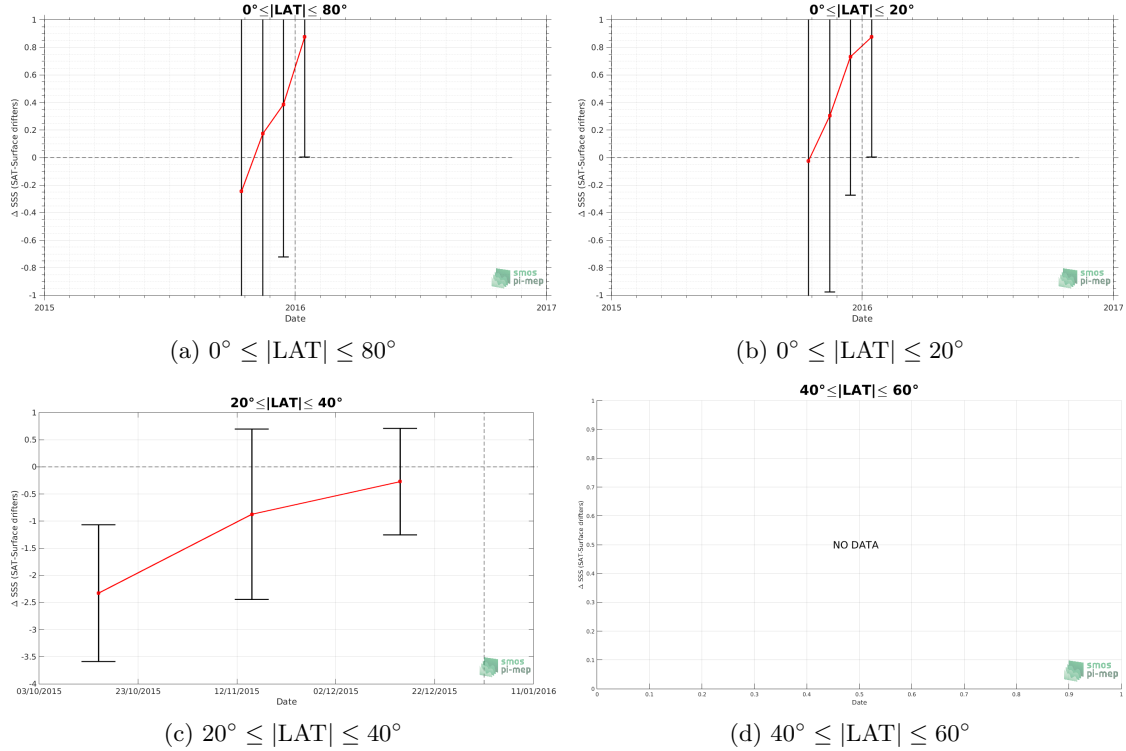 0°≤|LAT|≤ 80°
1
0.8
0.6
0.4
0.2
0
-0.2
-0.4
-0.6
-0.8
-1
Δ SSS (SAT-Surface drifters)
2015
2016
2017
Date
smos
pi-mep
(a) 0° ≤ |LAT| ≤ 80°
0°≤|LAT|≤ 20°
1
0.8
0.6
0.4
0.2
0
-0.2
-0.4
-0.6
-0.8
-1
Δ SSS (SAT-Surface drifters)
2015
2016
2017
Date
smos
pi-mep
(b) 0° ≤ |LAT| ≤ 20°
20°≤|LAT|≤ 40°
1
0.5
0
-0.5
-1
-1.5
-2
-2.5
-3
-3.5
-4
Δ SSS (SAT-Surface drifters)
03/10/2015
23/10/2015
12/11/2015
02/12/2015
22/12/2015
11/01/2016
Date
smos
pi-mep
(c) 20° ≤ |LAT| ≤ 40°
40°≤|LAT|≤ 60°
1
0.9
0.8
0.7
0.6
0.5
0.4
0.3
0.2
0.1
0
Δ SSS (SAT-Surface drifters)
NO DATA
0
0.1
0.2
0.3
0.4
0.5
0.6
0.7
0.8
0.9
1
Date
smos
pi-mep
(d) 40° ≤ |LAT| ≤ 60°